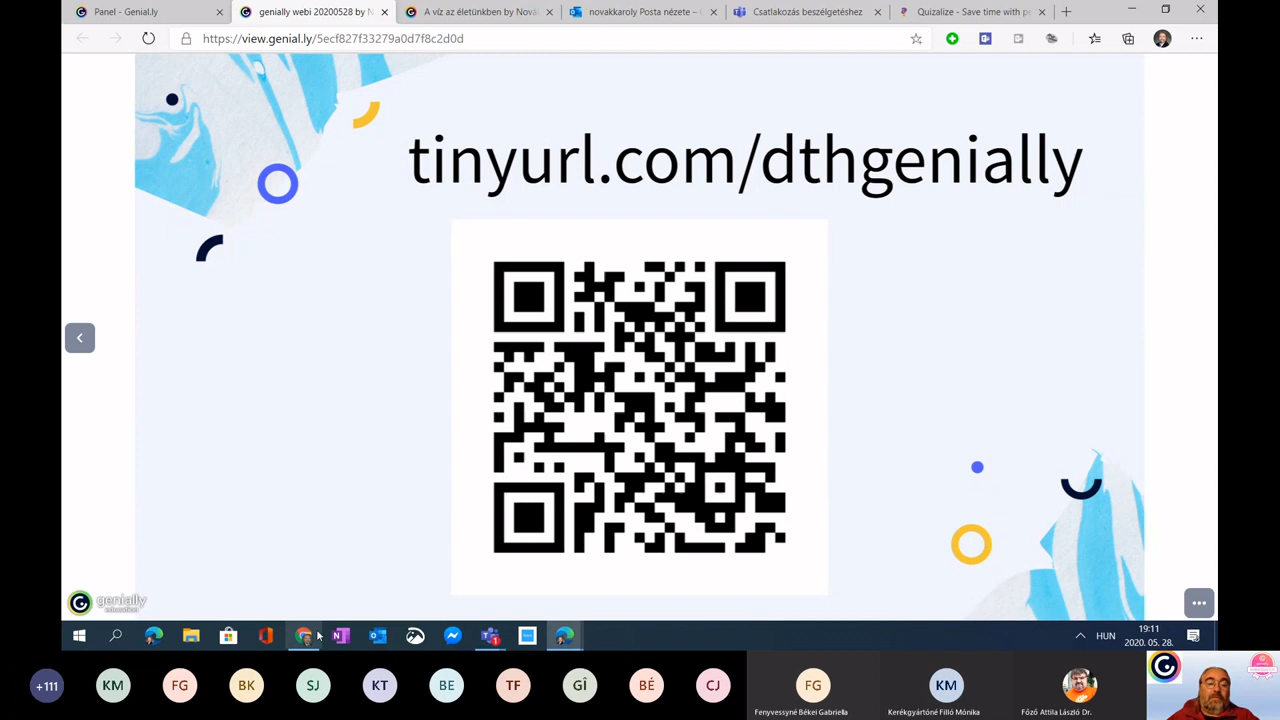 Panel - Genial.ly
genially webi 20200528 by N
A víz az életünkben by Nová
novakkaroly Posta nézete –
Csatlakozás beszélgetéshez
Quizalize - Save time with pe
https://view.genial.ly/5ecf827f33279a0d7f8c2d0d
tinyurl.com/dthgenially
genially
education
HUN
19:11
2020. 05. 28.
+111
KM
FG
BK
SJ
KT
BE
TF
GÎ
BÉ
CJ
FG
KM
Fenyvessyné Békei Gabriella
Kerékgyártóné Filló Mónika
Főző Attila László Dr.